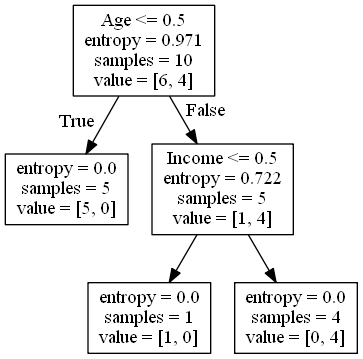 Age <= 0.5
entropy = 0.971
samples = 10
value = [6, 4]
True
False
entropy = 0.0
samples = 5
value = [5, 0]
Income <= 0.5
entropy = 0.722
samples = 5
value = [1, 4]
entropy = 0.0
samples = 1
value = [1, 0]
entropy = 0.0
samples = 4
value = [0, 4]